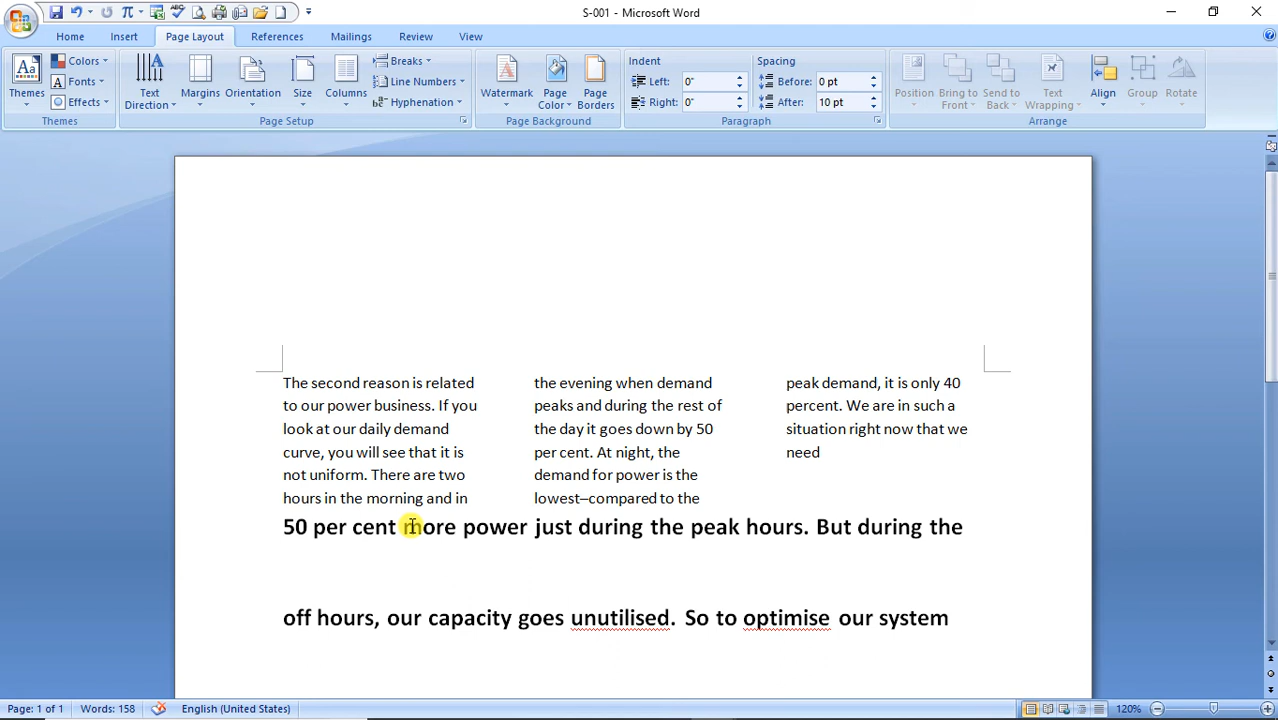 S-001 - Microsoft Word
Home Insert Page Layout References Mailings Review View
Themes
Colors
Fonts
Effects
Themes
Text Direction
Margins
Orientation
Size
Columns
Breaks
Line Numbers
Hyphenation
Page Setup
Watermark
Page Color
Page Borders
Page Background
Indent
Left: 0"
Right: 0"
Spacing
Before: 0 pt
After: 10 pt
Paragraph
Position
Bring to Front
Send to Back
Text Wrapping
Align
Group
Rotate
Arrange
The second reason is related
to our power business. If you
look at our daily demand
curve, you will see that it is
not uniform. There are two
hours in the morning and in
the evening when demand
peaks and during the rest of
the day it goes down by 50
per cent. At night, the
demand for power is the
lowest–compared to the
peak demand, it is only 40
percent. We are in such a
situation right now that we
need
50 per cent more power just during the peak hours. But during the
off hours, our capacity goes unutilised. So to optimise our system
Page: 1 of 1 Words: 158 English (United States) 120%